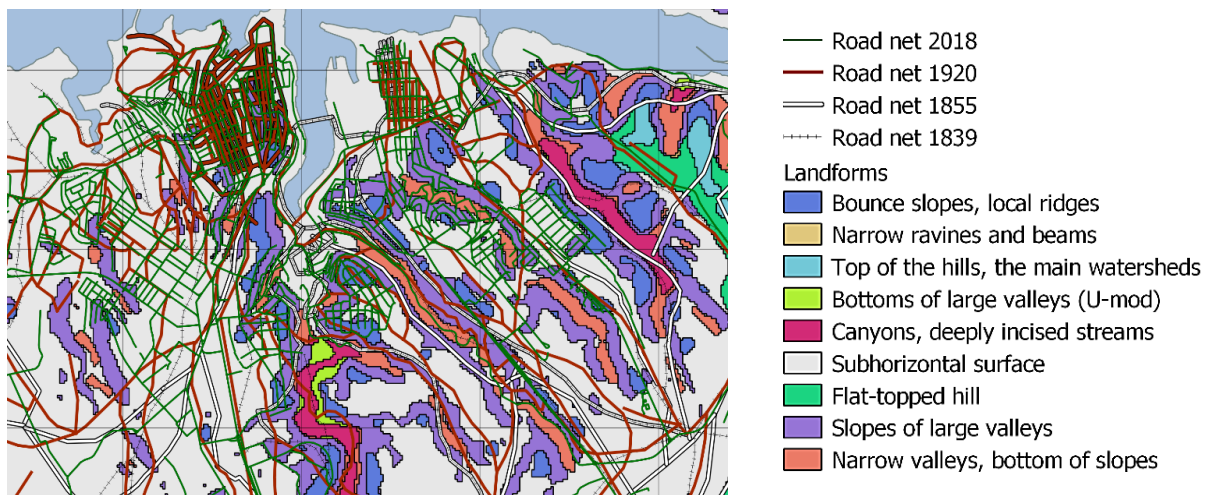 Road net 2018
Road net 1920
Road net 1855
Road net 1839
Landforms
Bounce slopes, local ridges
Narrow ravines and beams
Top of the hills, the main watersheds
Bottoms of large valleys (U-mod)
Canyons, deeply incised streams
Subhorizontal surface
Flat-topped hill
Slopes of large valleys
Narrow valleys, bottom of slopes